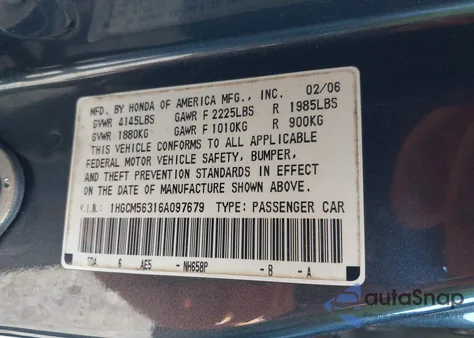 MFD. BY HONDA OF AMERICA MFG., INC. 02/06
GVWR 4145LBS GAWR F 2225LBS R 1985LBS
GVWR 1880KG GAWR F 1010KG R 900KG
THIS VEHICLE CONFORMS TO ALL APPLICABLE
FEDERAL MOTOR VEHICLE SAFETY, BUMPER,
AND THEFT PREVENTION STANDARDS IN EFFECT
ON THE DATE OF MANUFACTURE SHOWN ABOVE.
V.I.N.: 1HGCM56316A097679 TYPE: PASSENGER CAR
SDA 6 AE5 - NH658P - B - A
autoSnap